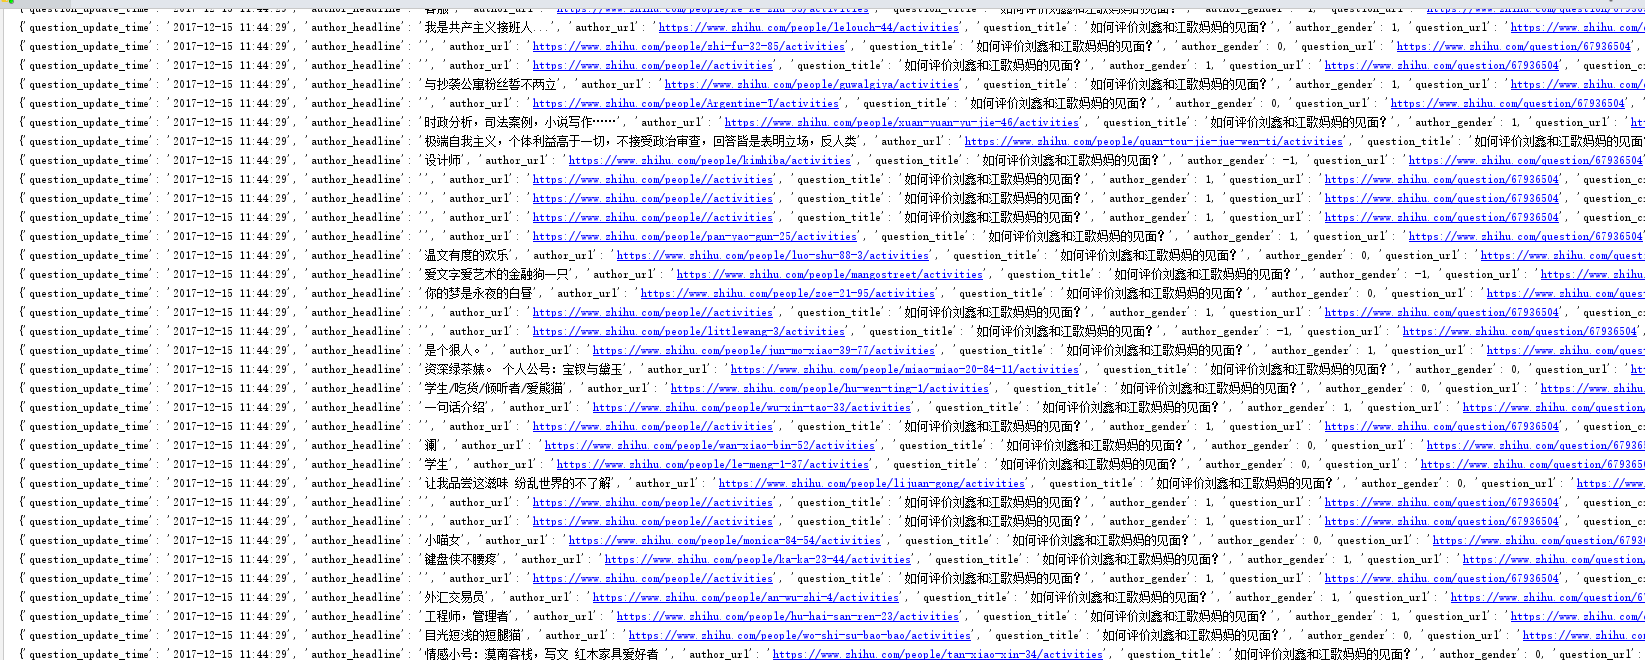 {'question_update_time': '2017-12-15 11:44:29', 'author_headline': '我是共产主义接班人...', 'author_url': 'https://www.zhihu.com/people/lelouch-44/activities', 'question_title': '如何评价刘鑫和江歌妈妈的见面？', 'author_gender': 1, 'question_url': 'https://www.zhihu.com/
{'question_update_time': '2017-12-15 11:44:29', 'author_headline': '', 'author_url': 'https://www.zhihu.com/people/zhi-fu-32-85/activities', 'question_title': '如何评价刘鑫和江歌妈妈的见面？', 'author_gender': 0, 'question_url': 'https://www.zhihu.com/question/67936504',
{'question_update_time': '2017-12-15 11:44:29', 'author_headline': '', 'author_url': 'https://www.zhihu.com/people//activities', 'question_title': '如何评价刘鑫和江歌妈妈的见面？', 'author_gender': 1, 'question_url': 'https://www.zhihu.com/question/67936504', 'question_c
{'question_update_time': '2017-12-15 11:44:29', 'author_headline': '与抄袭公寓粉丝誓不两立', 'author_url': 'https://www.zhihu.com/people/guwalgiya/activities', 'question_title': '如何评价刘鑫和江歌妈妈的见面？', 'author_gender': 1, 'question_url': 'https://www.zhihu.com/
{'question_update_time': '2017-12-15 11:44:29', 'author_headline': '', 'author_url': 'https://www.zhihu.com/people/Argentine-T/activities', 'question_title': '如何评价刘鑫和江歌妈妈的见面？', 'author_gender': 0, 'question_url': 'https://www.zhihu.com/question/67936504',
{'question_update_time': '2017-12-15 11:44:29', 'author_headline': '时政分析，司法案例，小说写作……', 'author_url': 'https://www.zhihu.com/people/xuan-yuan-yu-jie-46/activities', 'question_title': '如何评价刘鑫和江歌妈妈的见面？', 'author_gender': 1, 'question_url':
{'question_update_time': '2017-12-15 11:44:29', 'author_headline': '极端自我主义，个体利益高于一切，不接受政治审查，回答皆是表明立场，反人类', 'author_url': 'https://www.zhihu.com/people/quan-tou-jie-jue-wen-ti/activities', 'question_title': '如何评价刘鑫和江歌妈妈的见
{'question_update_time': '2017-12-15 11:44:29', 'author_headline': '设计师', 'author_url': 'https://www.zhihu.com/people/kimhiba/activities', 'question_title': '如何评价刘鑫和江歌妈妈的见面？', 'author_gender': -1, 'question_url': 'https://www.zhihu.com/question/67936504
{'question_update_time': '2017-12-15 11:44:29', 'author_headline': '', 'author_url': 'https://www.zhihu.com/people//activities', 'question_title': '如何评价刘鑫和江歌妈妈的见面？', 'author_gender': 1, 'question_url': 'https://www.zhihu.com/question/67936504', 'question_c
{'question_update_time': '2017-12-15 11:44:29', 'author_headline': '', 'author_url': 'https://www.zhihu.com/people//activities', 'question_title': '如何评价刘鑫和江歌妈妈的见面？', 'author_gender': 1, 'question_url': 'https://www.zhihu.com/question/67936504', 'question_c
{'question_update_time': '2017-12-15 11:44:29', 'author_headline': '', 'author_url': 'https://www.zhihu.com/people//activities', 'question_title': '如何评价刘鑫和江歌妈妈的见面？', 'author_gender': 1, 'question_url': 'https://www.zhihu.com/question/67936504', 'question_c
{'question_update_time': '2017-12-15 11:44:29', 'author_headline': '', 'author_url': 'https://www.zhihu.com/people/pan-yao-gun-25/activities', 'question_title': '如何评价刘鑫和江歌妈妈的见面？', 'author_gender': 1, 'question_url': 'https://www.zhihu.com/question/67936504'
{'question_update_time': '2017-12-15 11:44:29', 'author_headline': '温文有度的欢乐', 'author_url': 'https://www.zhihu.com/people/luo-shu-88-3/activities', 'question_title': '如何评价刘鑫和江歌妈妈的见面？', 'author_gender': 0, 'question_url': 'https://www.zhihu.com/quest
{'question_update_time': '2017-12-15 11:44:29', 'author_headline': '爱文字爱艺术的金融狗一只', 'author_url': 'https://www.zhihu.com/people/mangostreet/activities', 'question_title': '如何评价刘鑫和江歌妈妈的见面？', 'author_gender': -1, 'question_url': 'https://www.zhihu
{'question_update_time': '2017-12-15 11:44:29', 'author_headline': '你的梦是永夜的白昼', 'author_url': 'https://www.zhihu.com/people/zoe-21-95/activities', 'question_title': '如何评价刘鑫和江歌妈妈的见面？', 'author_gender': 0, 'question_url': 'https://www.zhihu.com/ques
{'question_update_time': '2017-12-15 11:44:29', 'author_headline': '', 'author_url': 'https://www.zhihu.com/people//activities', 'question_title': '如何评价刘鑫和江歌妈妈的见面？', 'author_gender': 1, 'question_url': 'https://www.zhihu.com/question/67936504', 'question_c
{'question_update_time': '2017-12-15 11:44:29', 'author_headline': '', 'author_url': 'https://www.zhihu.com/people/littlewang-3/activities', 'question_title': '如何评价刘鑫和江歌妈妈的见面？', 'author_gender': -1, 'question_url': 'https://www.zhihu.com/question/67936504',
{'question_update_time': '2017-12-15 11:44:29', 'author_headline': '是个狠人。', 'author_url': 'https://www.zhihu.com/people/jun-mo-xiao-39-77/activities', 'question_title': '如何评价刘鑫和江歌妈妈的见面？', 'author_gender': 1, 'question_url': 'https://www.zhihu.com/quest
{'question_update_time': '2017-12-15 11:44:29', 'author_headline': '资深绿茶婊。 个人公号：宝钗与黛玉', 'author_url': 'https://www.zhihu.com/people/miao-miao-20-84-11/activities', 'question_title': '如何评价刘鑫和江歌妈妈的见面？', 'author_gender': 0, 'question_url': 'ht
{'question_update_time': '2017-12-15 11:44:29', 'author_headline': '学生/吃货/倾听者/爱熊猫', 'author_url': 'https://www.zhihu.com/people/hu-wen-ting-1/activities', 'question_title': '如何评价刘鑫和江歌妈妈的见面？', 'author_gender': 0, 'question_url': 'https://www.zhihu
{'question_update_time': '2017-12-15 11:44:29', 'author_headline': '一句话介绍', 'author_url': 'https://www.zhihu.com/people/wu-xin-tao-33/activities', 'question_title': '如何评价刘鑫和江歌妈妈的见面？', 'author_gender': 1, 'question_url': 'https://www.zhihu.com/question/
{'question_update_time': '2017-12-15 11:44:29', 'author_headline': '', 'author_url': 'https://www.zhihu.com/people//activities', 'question_title': '如何评价刘鑫和江歌妈妈的见面？', 'author_gender': 1, 'question_url': 'https://www.zhihu.com/question/67936504', 'question_c
{'question_update_time': '2017-12-15 11:44:29', 'author_headline': '澜', 'author_url': 'https://www.zhihu.com/people/wan-xiao-bin-52/activities', 'question_title': '如何评价刘鑫和江歌妈妈的见面？', 'author_gender': 0, 'question_url': 'https://www.zhihu.com/question/67936
{'question_update_time': '2017-12-15 11:44:29', 'author_headline': '学生', 'author_url': 'https://www.zhihu.com/people/le-meng-1-37/activities', 'question_title': '如何评价刘鑫和江歌妈妈的见面？', 'author_gender': 0, 'question_url': 'https://www.zhihu.com/question/679365
{'question_update_time': '2017-12-15 11:44:29', 'author_headline': '让我品尝这滋味 纷乱世界的不了解', 'author_url': 'https://www.zhihu.com/people/lijuan-gong/activities', 'question_title': '如何评价刘鑫和江歌妈妈的见面？', 'author_gender': 0, 'question_url': 'https:/
{'question_update_time': '2017-12-15 11:44:29', 'author_headline': '', 'author_url': 'https://www.zhihu.com/people//activities', 'question_title': '如何评价刘鑫和江歌妈妈的见面？', 'author_gender': 1, 'question_url': 'https://www.zhihu.com/question/67936504', 'question_c
{'question_update_time': '2017-12-15 11:44:29', 'author_headline': '', 'author_url': 'https://www.zhihu.com/people//activities', 'question_title': '如何评价刘鑫和江歌妈妈的见面？', 'author_gender': 1, 'question_url': 'https://www.zhihu.com/question/67936504', 'question_c
{'question_update_time': '2017-12-15 11:44:29', 'author_headline': '小喵女', 'author_url': 'https://www.zhihu.com/people/monica-84-54/activities', 'question_title': '如何评价刘鑫和江歌妈妈的见面？', 'author_gender': 0, 'question_url': 'https://www.zhihu.com/question/6793
{'question_update_time': '2017-12-15 11:44:29', 'author_headline': '键盘侠不腰疼', 'author_url': 'https://www.zhihu.com/people/ka-ka-23-44/activities', 'question_title': '如何评价刘鑫和江歌妈妈的见面？', 'author_gender': 1, 'question_url': 'https://www.zhihu.com/questio
{'question_update_time': '2017-12-15 11:44:29', 'author_headline': '', 'author_url': 'https://www.zhihu.com/people//activities', 'question_title': '如何评价刘鑫和江歌妈妈的见面？', 'author_gender': 1, 'question_url': 'https://www.zhihu.com/question/67936504', 'question_c
{'question_update_time': '2017-12-15 11:44:29', 'author_headline': '外汇交易员', 'author_url': 'https://www.zhihu.com/people/an-wu-zhi-4/activities', 'question_title': '如何评价刘鑫和江歌妈妈的见面？', 'author_gender': 1, 'question_url': 'https://www.zhihu.com/question/6
{'question_update_time': '2017-12-15 11:44:29', 'author_headline': '工程师，管理者', 'author_url': 'https://www.zhihu.com/people/hu-hai-san-ren-23/activities', 'question_title': '如何评价刘鑫和江歌妈妈的见面？', 'author_gender': 1, 'question_url': 'https://www.zhihu.com/
{'question_update_time': '2017-12-15 11:44:29', 'author_headline': '目光短浅的短腿猫', 'author_url': 'https://www.zhihu.com/people/wo-shi-su-bao-bao/activities', 'question_title': '如何评价刘鑫和江歌妈妈的见面？', 'author_gender': 0, 'question_url': 'https://www.zhihu.co
{'question_update_time': '2017-12-15 11:44:29', 'author_headline': '情感小号：漠南客栈，写文 红木家具爱好者 ', 'author_url': 'https://www.zhihu.com/people/tan-xiao-xin-34/activities', 'question_title': '如何评价刘鑫和江歌妈妈的见面？', 'author_gender': 0, 'question_url':